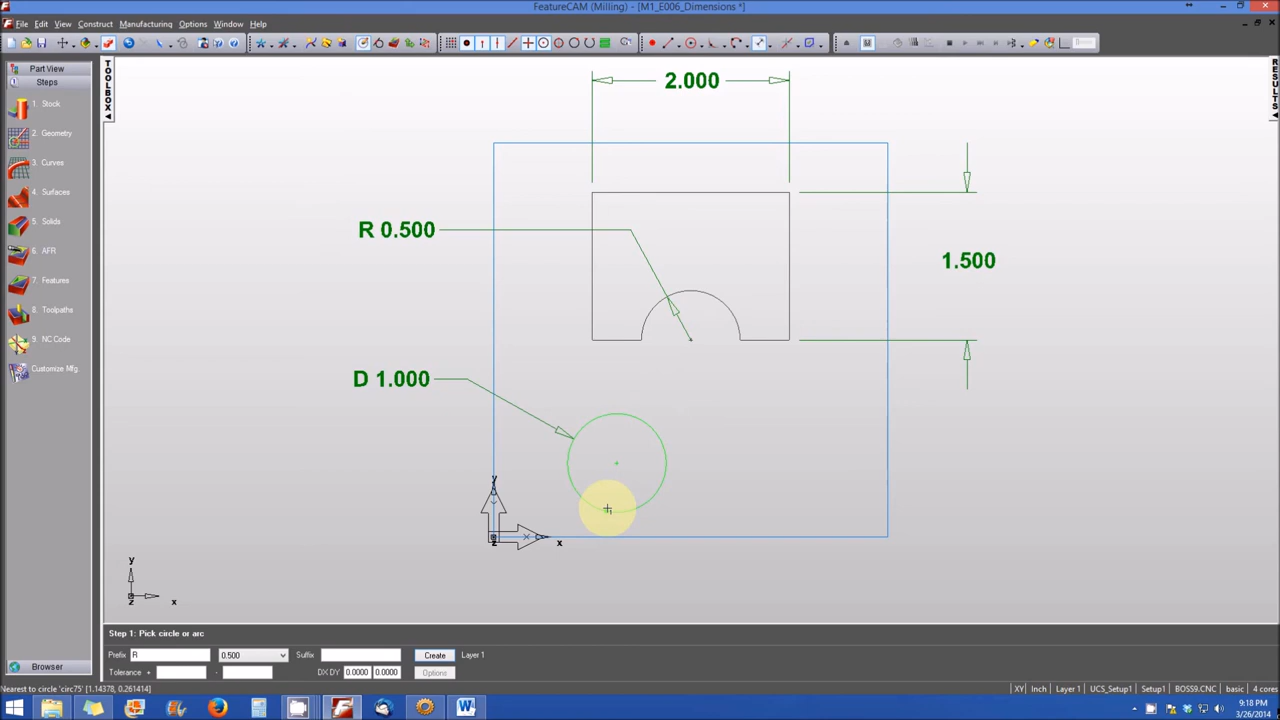 FeatureCAM (Milling) - [M1_E006_Dimensions *]
File Edit View Construct Manufacturing Options Window Help
TOOLBOX
RESULTS
Part View
Steps
1. Stock
2. Geometry
3. Curves
4. Surfaces
5. Solids
6. AFR
7. Features
8. Toolpaths
9. NC Code
Customize Mfg.
Browser
2.000
R 0.500
1.500
D 1.000
y
z
x
y
z
x
Step 1: Pick circle or arc
Prefix R 0.500 Suffix Create Layer 1
Tolerance + - DX DY 0.0000 0.0000 Options
Nearest to circle 'circ75' [1.14378, 0.261414]
XY Inch Layer 1 UCS_Setup1 Setup1 BOSS9.CNC basic 4 cores
9:18 PM
3/26/2014